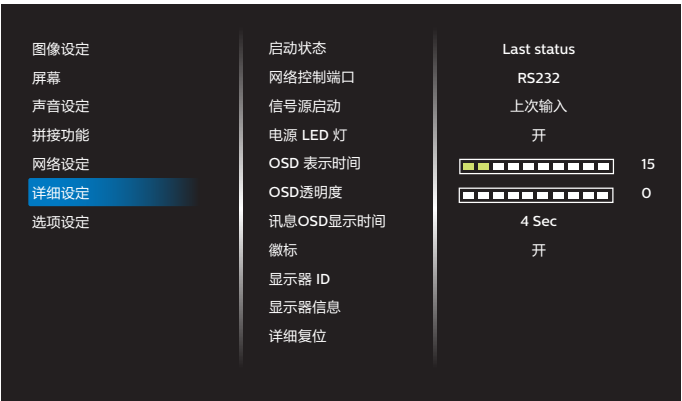 图像设定
屏幕
声音设定
拼接功能
网络设定
详细设定
选项设定
启动状态 Last status
网络控制端口 RS232
信号源启动 上次输入
电源 LED 灯 开
OSD 表示时间 15
OSD透明度 0
讯息OSD显示时间 4 Sec
徽标 开
显示器 ID
显示器信息
详细复位